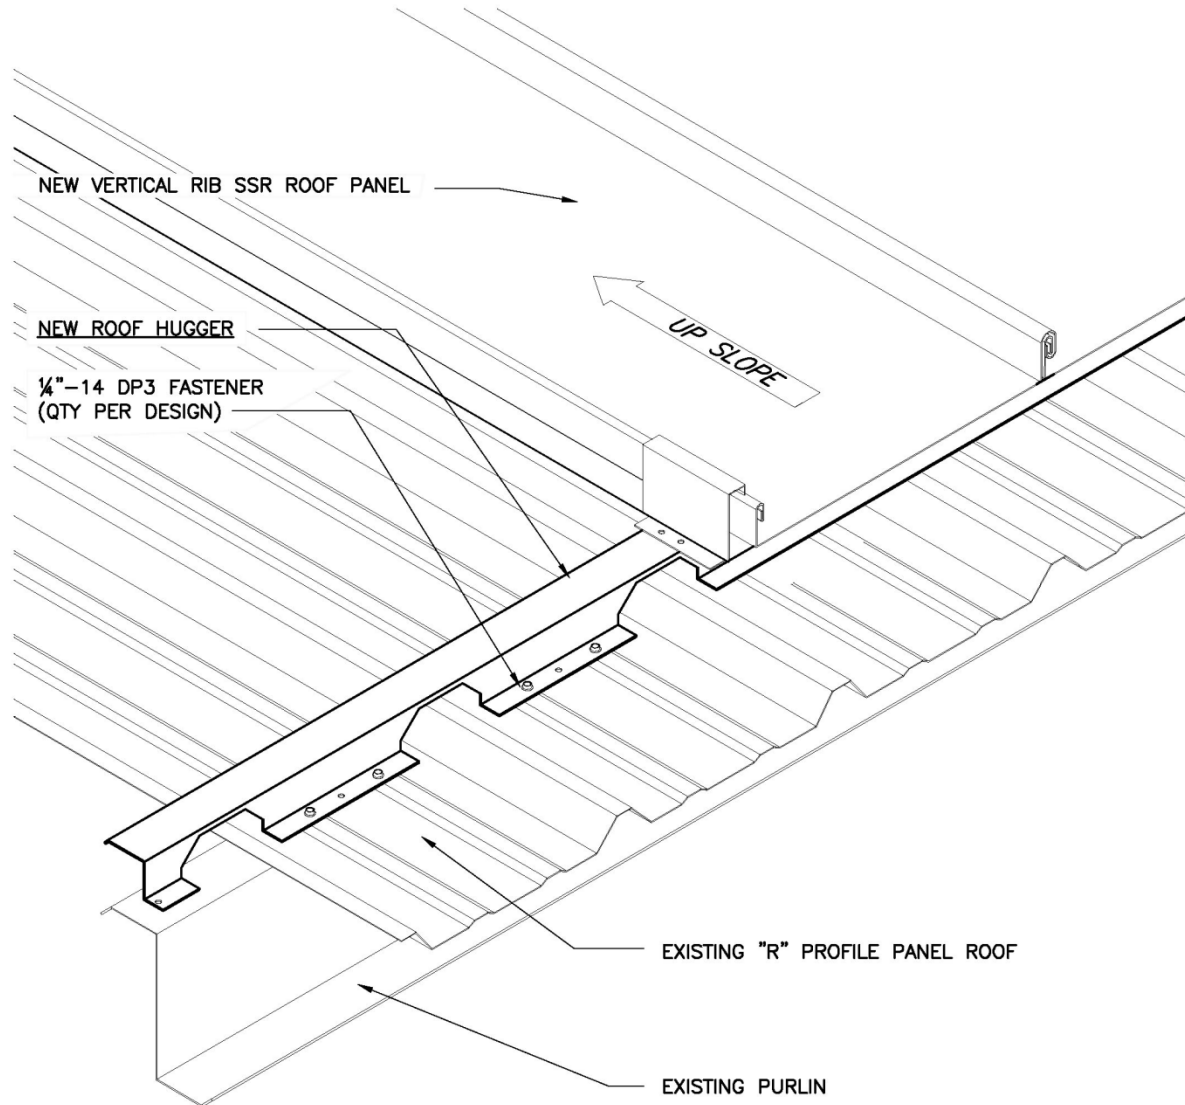 NEW VERTICAL RIB SSR ROOF PANEL
NEW ROOF HUGGER
¼"-14 DP3 FASTENER
(QTY PER DESIGN)
UP SLOPE
EXISTING "R" PROFILE PANEL ROOF
EXISTING PURLIN